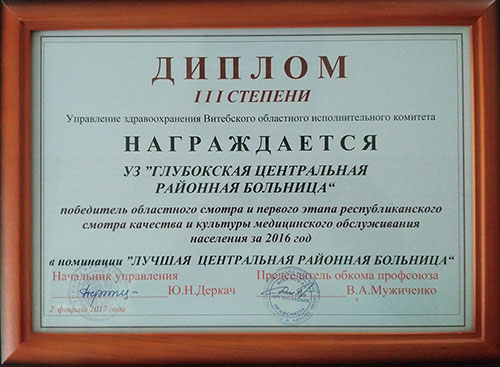 ДИПЛОМ
III СТЕПЕНИ
Управление здравоохранения Витебского областного исполнительного комитета
НАГРАЖДАЕТСЯ
УЗ "ГЛУБОКСКАЯ ЦЕНТРАЛЬНАЯ
РАЙОННАЯ БОЛЬНИЦА“
победитель областного смотра и первого этапа республиканского
смотра качества и культуры медицинского обслуживания
населения за 2016 год
в номинации "ЛУЧШАЯ ЦЕНТРАЛЬНАЯ РАЙОННАЯ БОЛЬНИЦА“
Начальник управления Председатель обкома профсоюза
Ю.Н.Деркач В.А.Мужиченко
2 февраля 2017 года